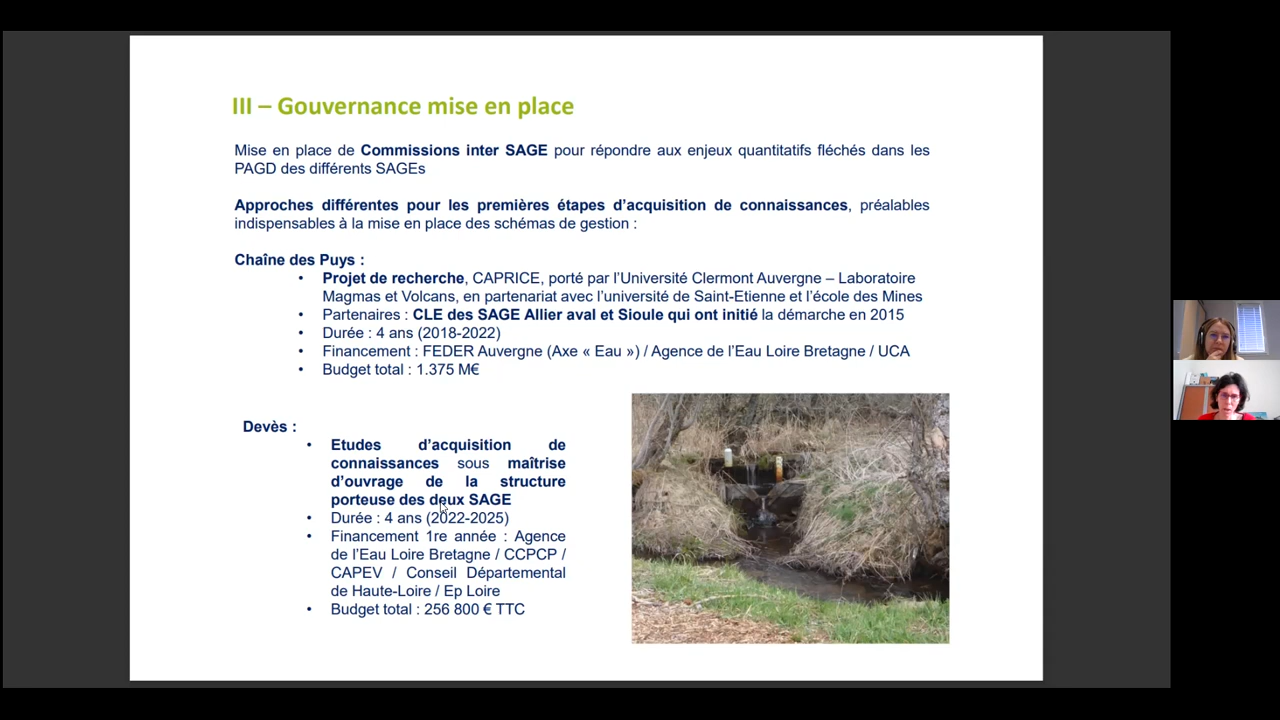 III – Gouvernance mise en place
Mise en place de Commissions inter SAGE pour répondre aux enjeux quantitatifs fléchés dans les
PAGD des différents SAGEs
Approches différentes pour les premières étapes d’acquisition de connaissances, préalables
indispensables à la mise en place des schémas de gestion :
Chaîne des Puys :
• Projet de recherche, CAPRICE, porté par l’Université Clermont Auvergne – Laboratoire
Magmas et Volcans, en partenariat avec l’université de Saint-Etienne et l’école des Mines
• Partenaires : CLE des SAGE Allier aval et Sioule qui ont initié la démarche en 2015
• Durée : 4 ans (2018-2022)
• Financement : FEDER Auvergne (Axe « Eau ») / Agence de l’Eau Loire Bretagne / UCA
• Budget total : 1.375 M€
Devès :
• Etudes d’acquisition de
connaissances sous maîtrise
d’ouvrage de la structure
porteuse des deux SAGE
• Durée : 4 ans (2022-2025)
• Financement 1re année : Agence
de l’Eau Loire Bretagne / CCPCP /
CAPEV / Conseil Départemental
de Haute-Loire / Ep Loire
• Budget total : 256 800 € TTC